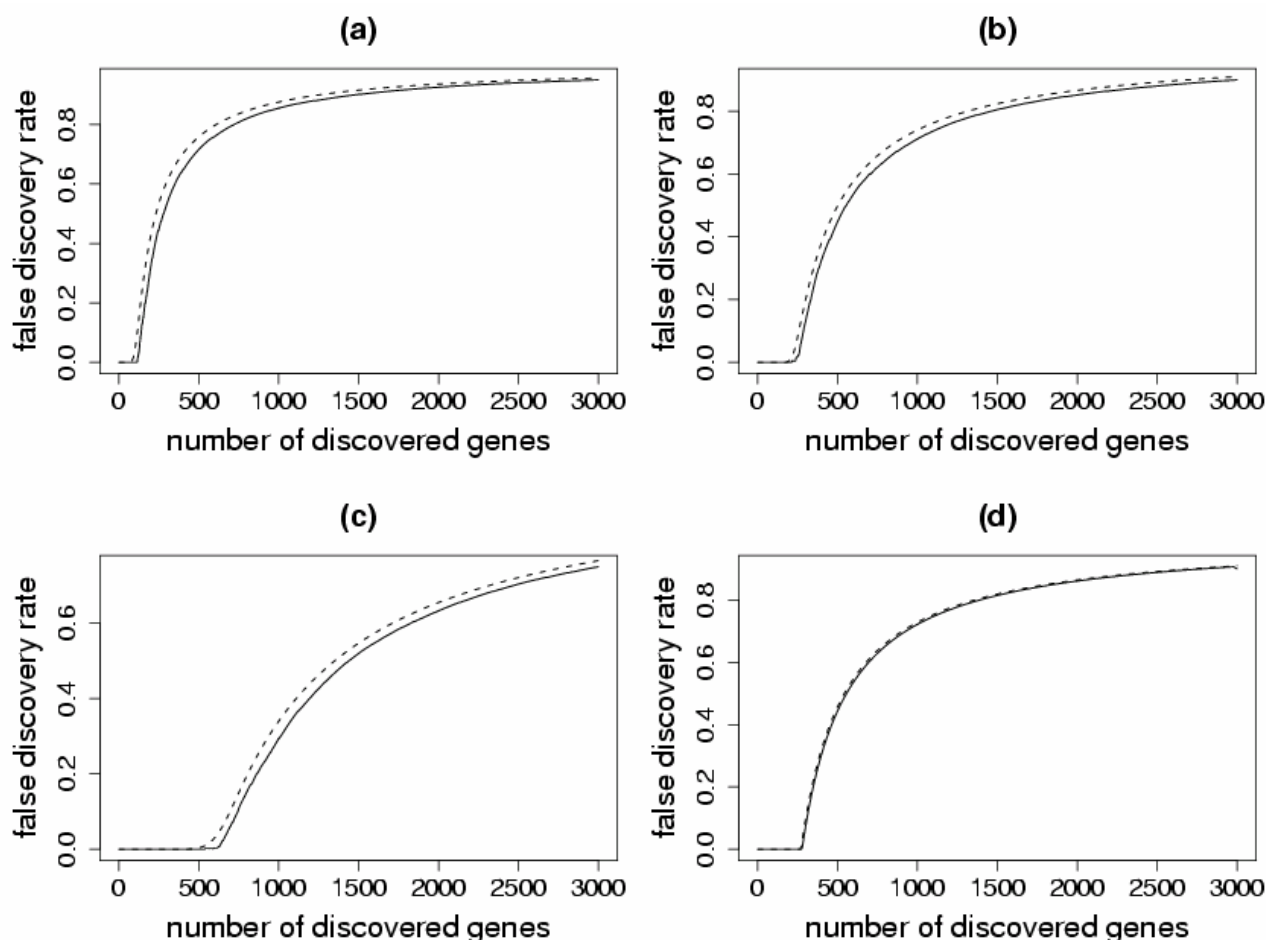 (a)
false discovery rate
0.0 0.2 0.4 0.6 0.8
0 500 1000 1500 2000 2500 3000
number of discovered genes
(b)
false discovery rate
0.0 0.2 0.4 0.6 0.8
0 500 1000 1500 2000 2500 3000
number of discovered genes
(c)
false discovery rate
0.0 0.2 0.4 0.6
0 500 1000 1500 2000 2500 3000
number of discovered genes
(d)
false discovery rate
0.0 0.2 0.4 0.6 0.8
0 500 1000 1500 2000 2500 3000
number of discovered genes